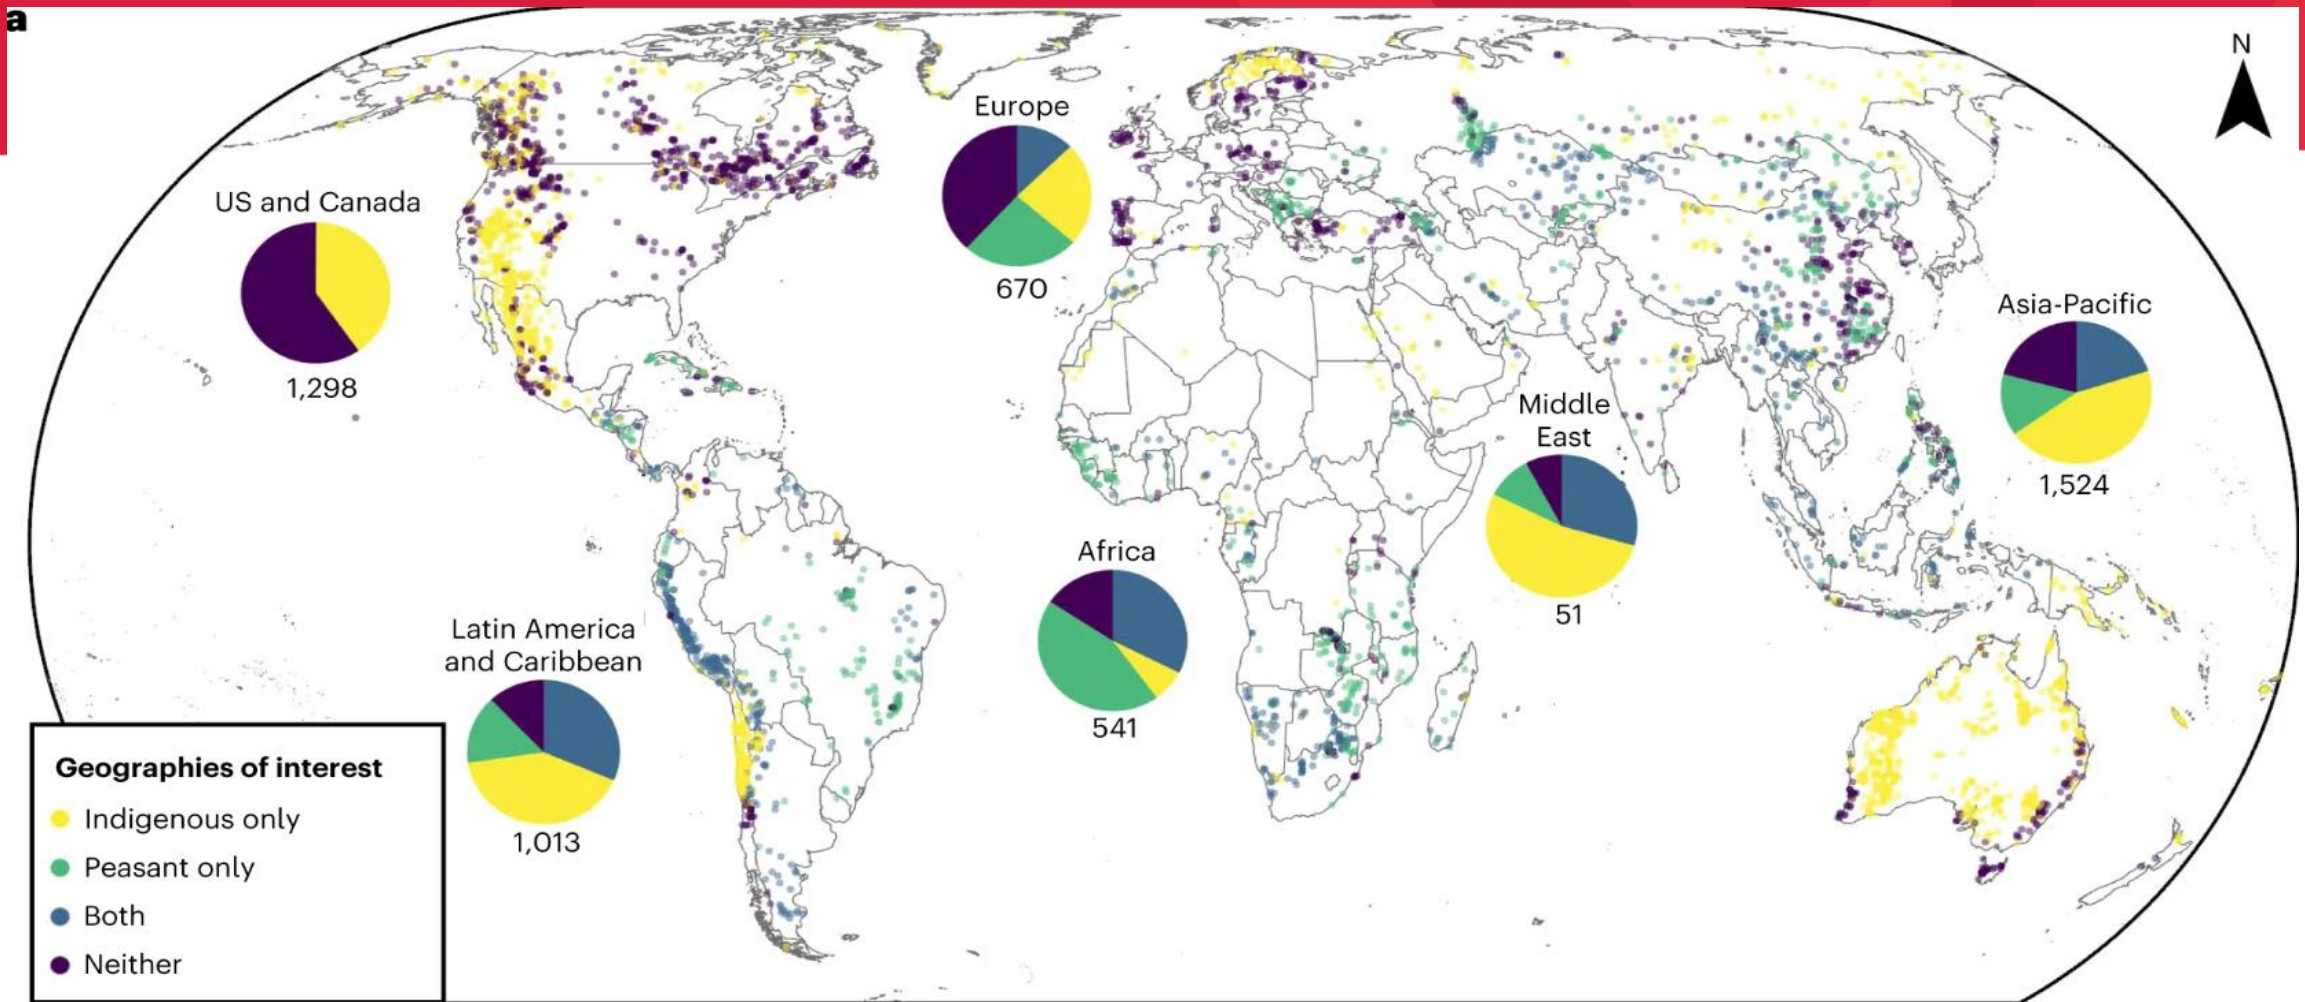 a
N
Europe
670
US and Canada
1,298
Asia-Pacific
1,524
Middle
East
51
Africa
541
Latin America
and Caribbean
1,013
Geographies of interest
Indigenous only
Peasant only
Both
Neither